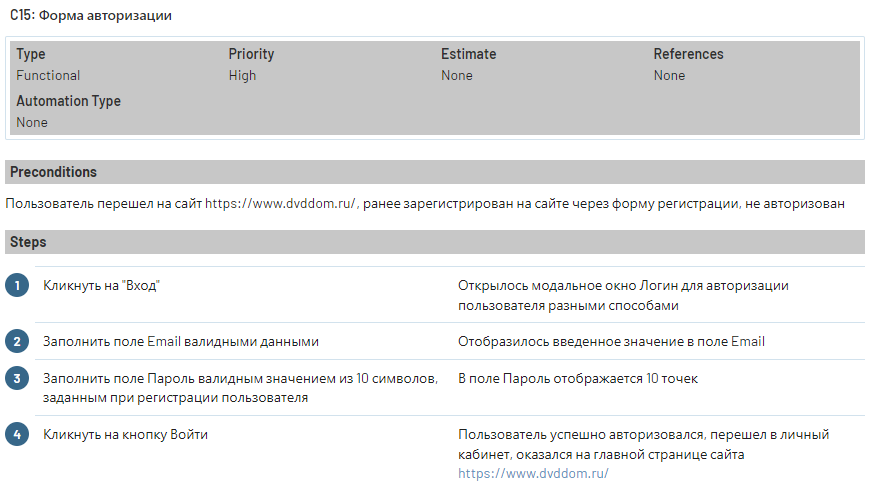 C15: Форма авторизации
Type Priority Estimate References
Functional High None None
Automation Type
None
Preconditions
Пользователь перешел на сайт https://www.dvddom.ru/, ранее зарегистрирован на сайте через форму регистрации, не авторизован
Steps
1 Кликнуть на "Вход" Открылось модальное окно Логин для авторизации
пользователя разными способами
2 Заполнить поле Email валидными данными Отобразилось введенное значение в поле Email
3 Заполнить поле Пароль валидным значением из 10 символов, В поле Пароль отображается 10 точек
заданным при регистрации пользователя
4 Кликнуть на кнопку Войти Пользователь успешно авторизовался, перешел в личный
кабинет, оказался на главной странице сайта
https://www.dvddom.ru/